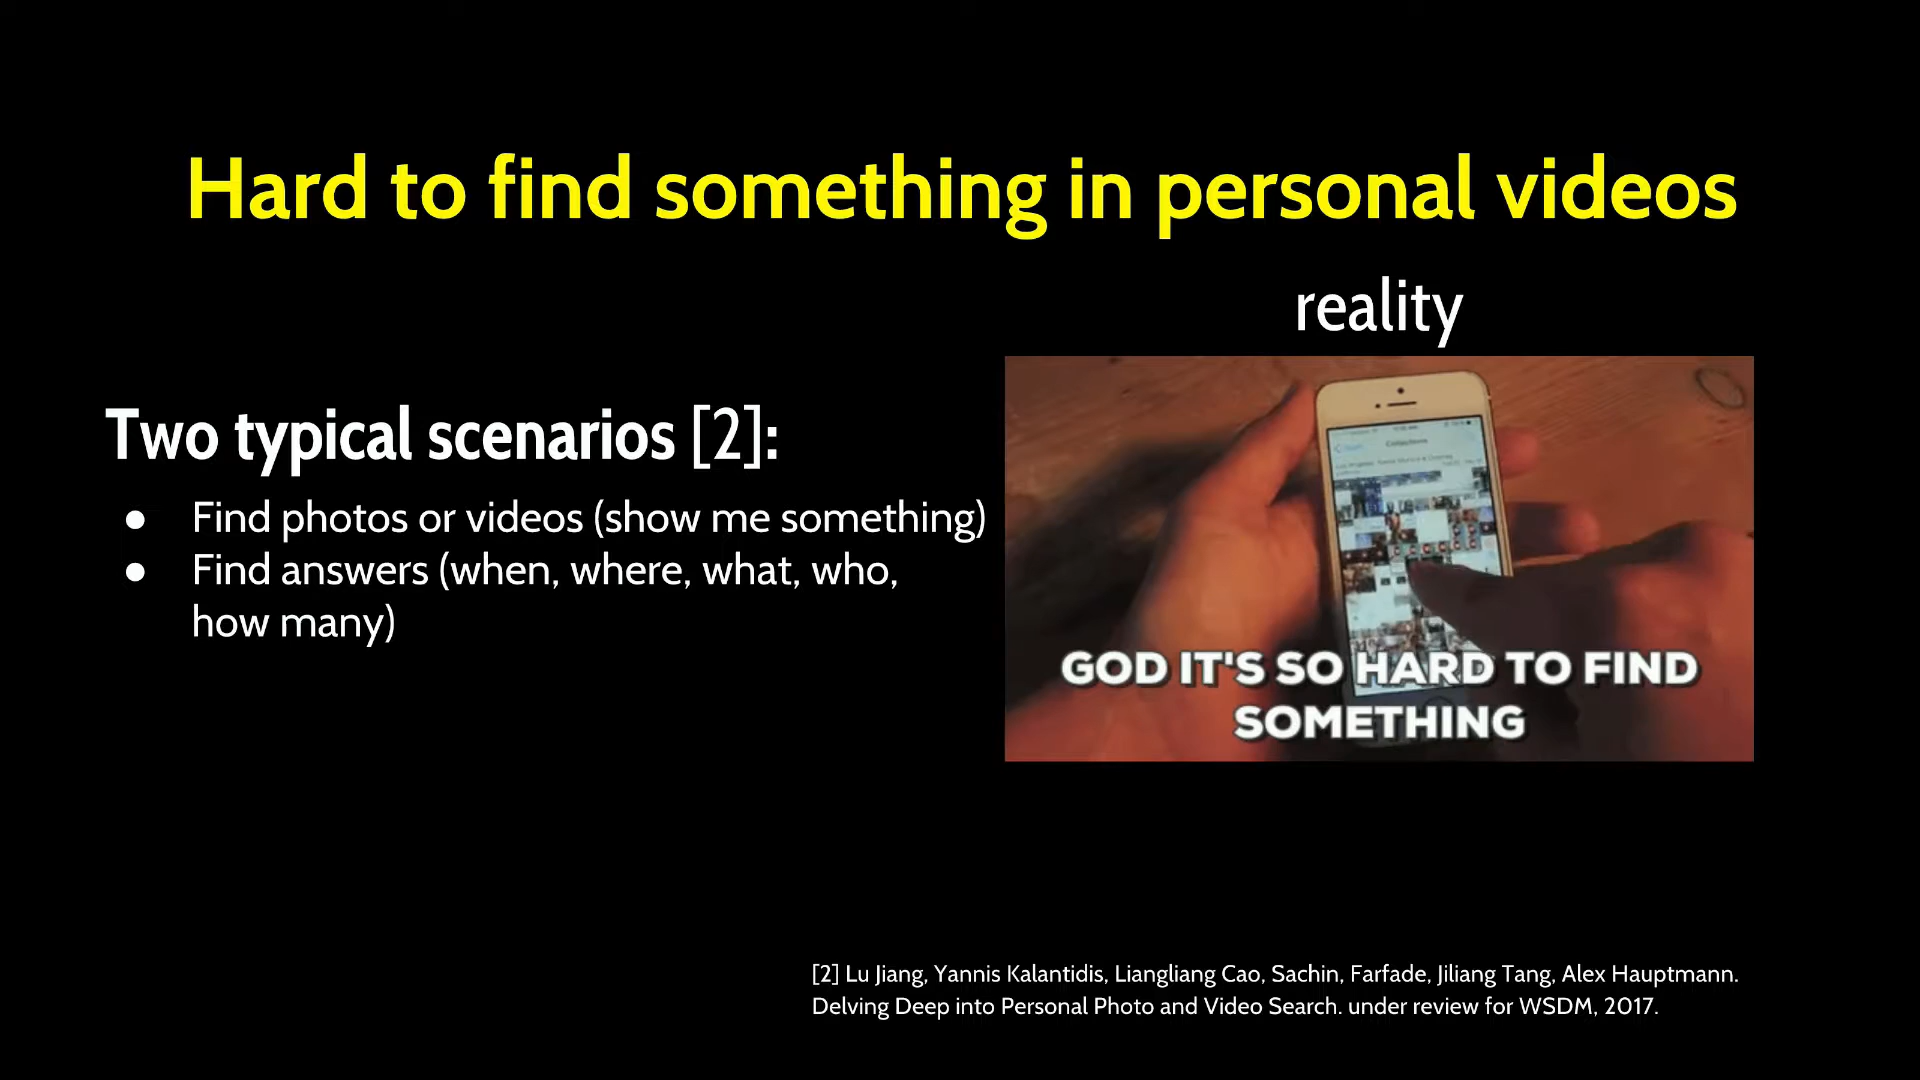 Hard to find something in personal videos
reality
Two typical scenarios [2]:
● Find photos or videos (show me something)
● Find answers (when, where, what, who,
how many)
GOD IT'S SO HARD TO FIND
SOMETHING
[2] Lu Jiang, Yannis Kalantidis, Liangliang Cao, Sachin, Farfade, Jiliang Tang, Alex Hauptmann.
Delving Deep into Personal Photo and Video Search. under review for WSDM, 2017.